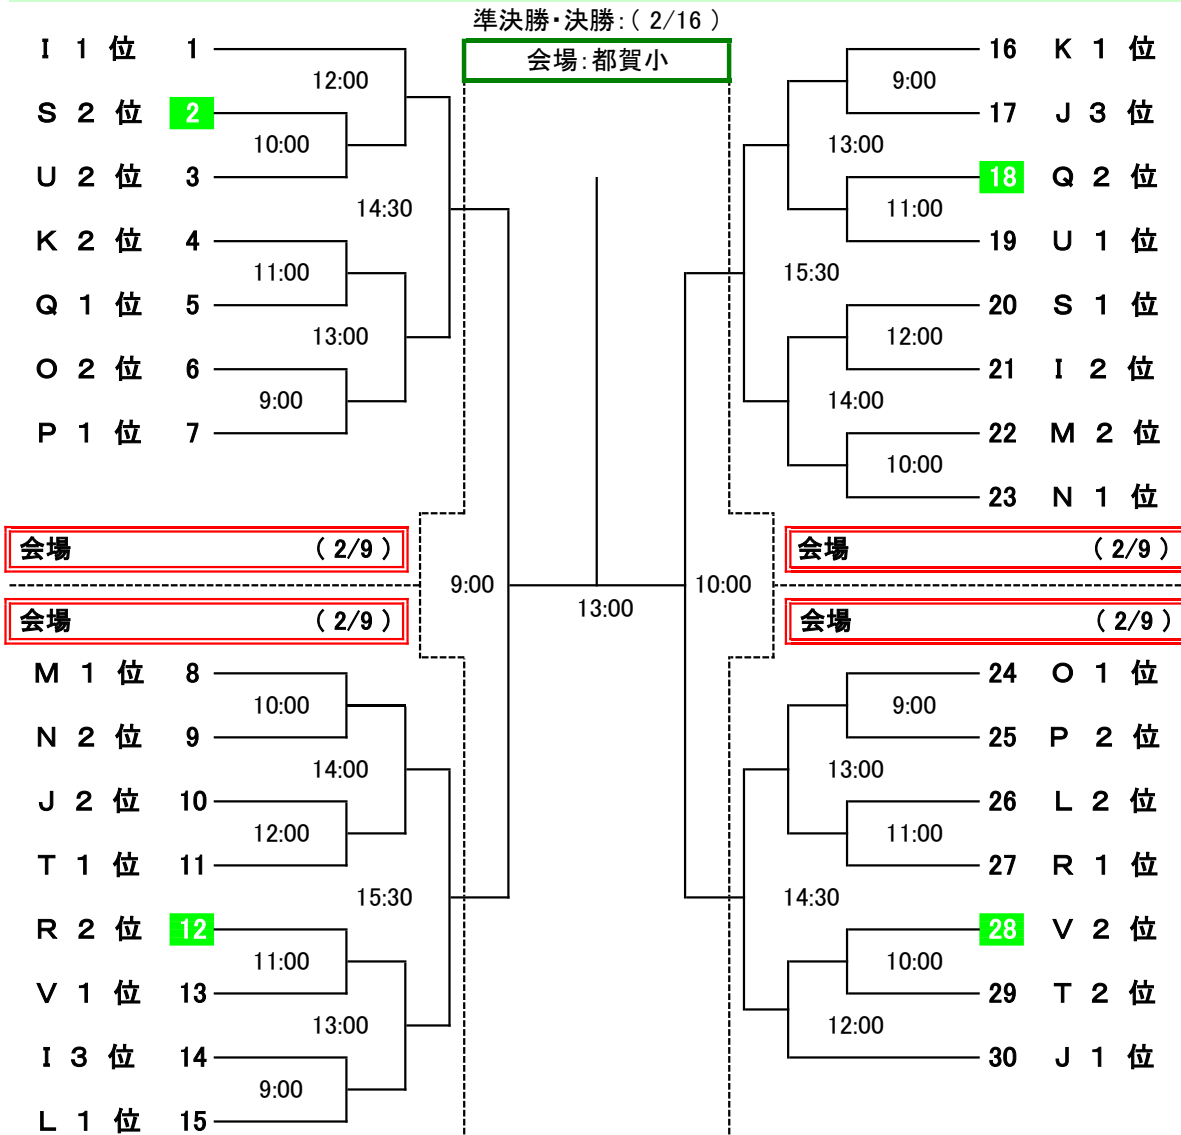 準決勝・決勝:( 2/16 )
会場:都賀小
I 1 位 1
12:00
S 2 位 2
10:00
U 2 位 3
14:30
K 2 位 4
11:00
Q 1 位 5
13:00
O 2 位 6
9:00
P 1 位 7
16 K 1 位
9:00
17 J 3 位
13:00
18 Q 2 位
11:00
19 U 1 位
15:30
20 S 1 位
12:00
21 I 2 位
14:00
22 M 2 位
10:00
23 N 1 位
会場 ( 2/9 )
会場 ( 2/9 )
9:00
13:00
10:00
会場 ( 2/9 )
会場 ( 2/9 )
M 1 位 8
10:00
N 2 位 9
14:00
J 2 位 10
12:00
T 1 位 11
15:30
R 2 位 12
11:00
V 1 位 13
13:00
I 3 位 14
9:00
L 1 位 15
24 O 1 位
9:00
25 P 2 位
13:00
26 L 2 位
11:00
27 R 1 位
14:30
28 V 2 位
10:00
29 T 2 位
12:00
30 J 1 位